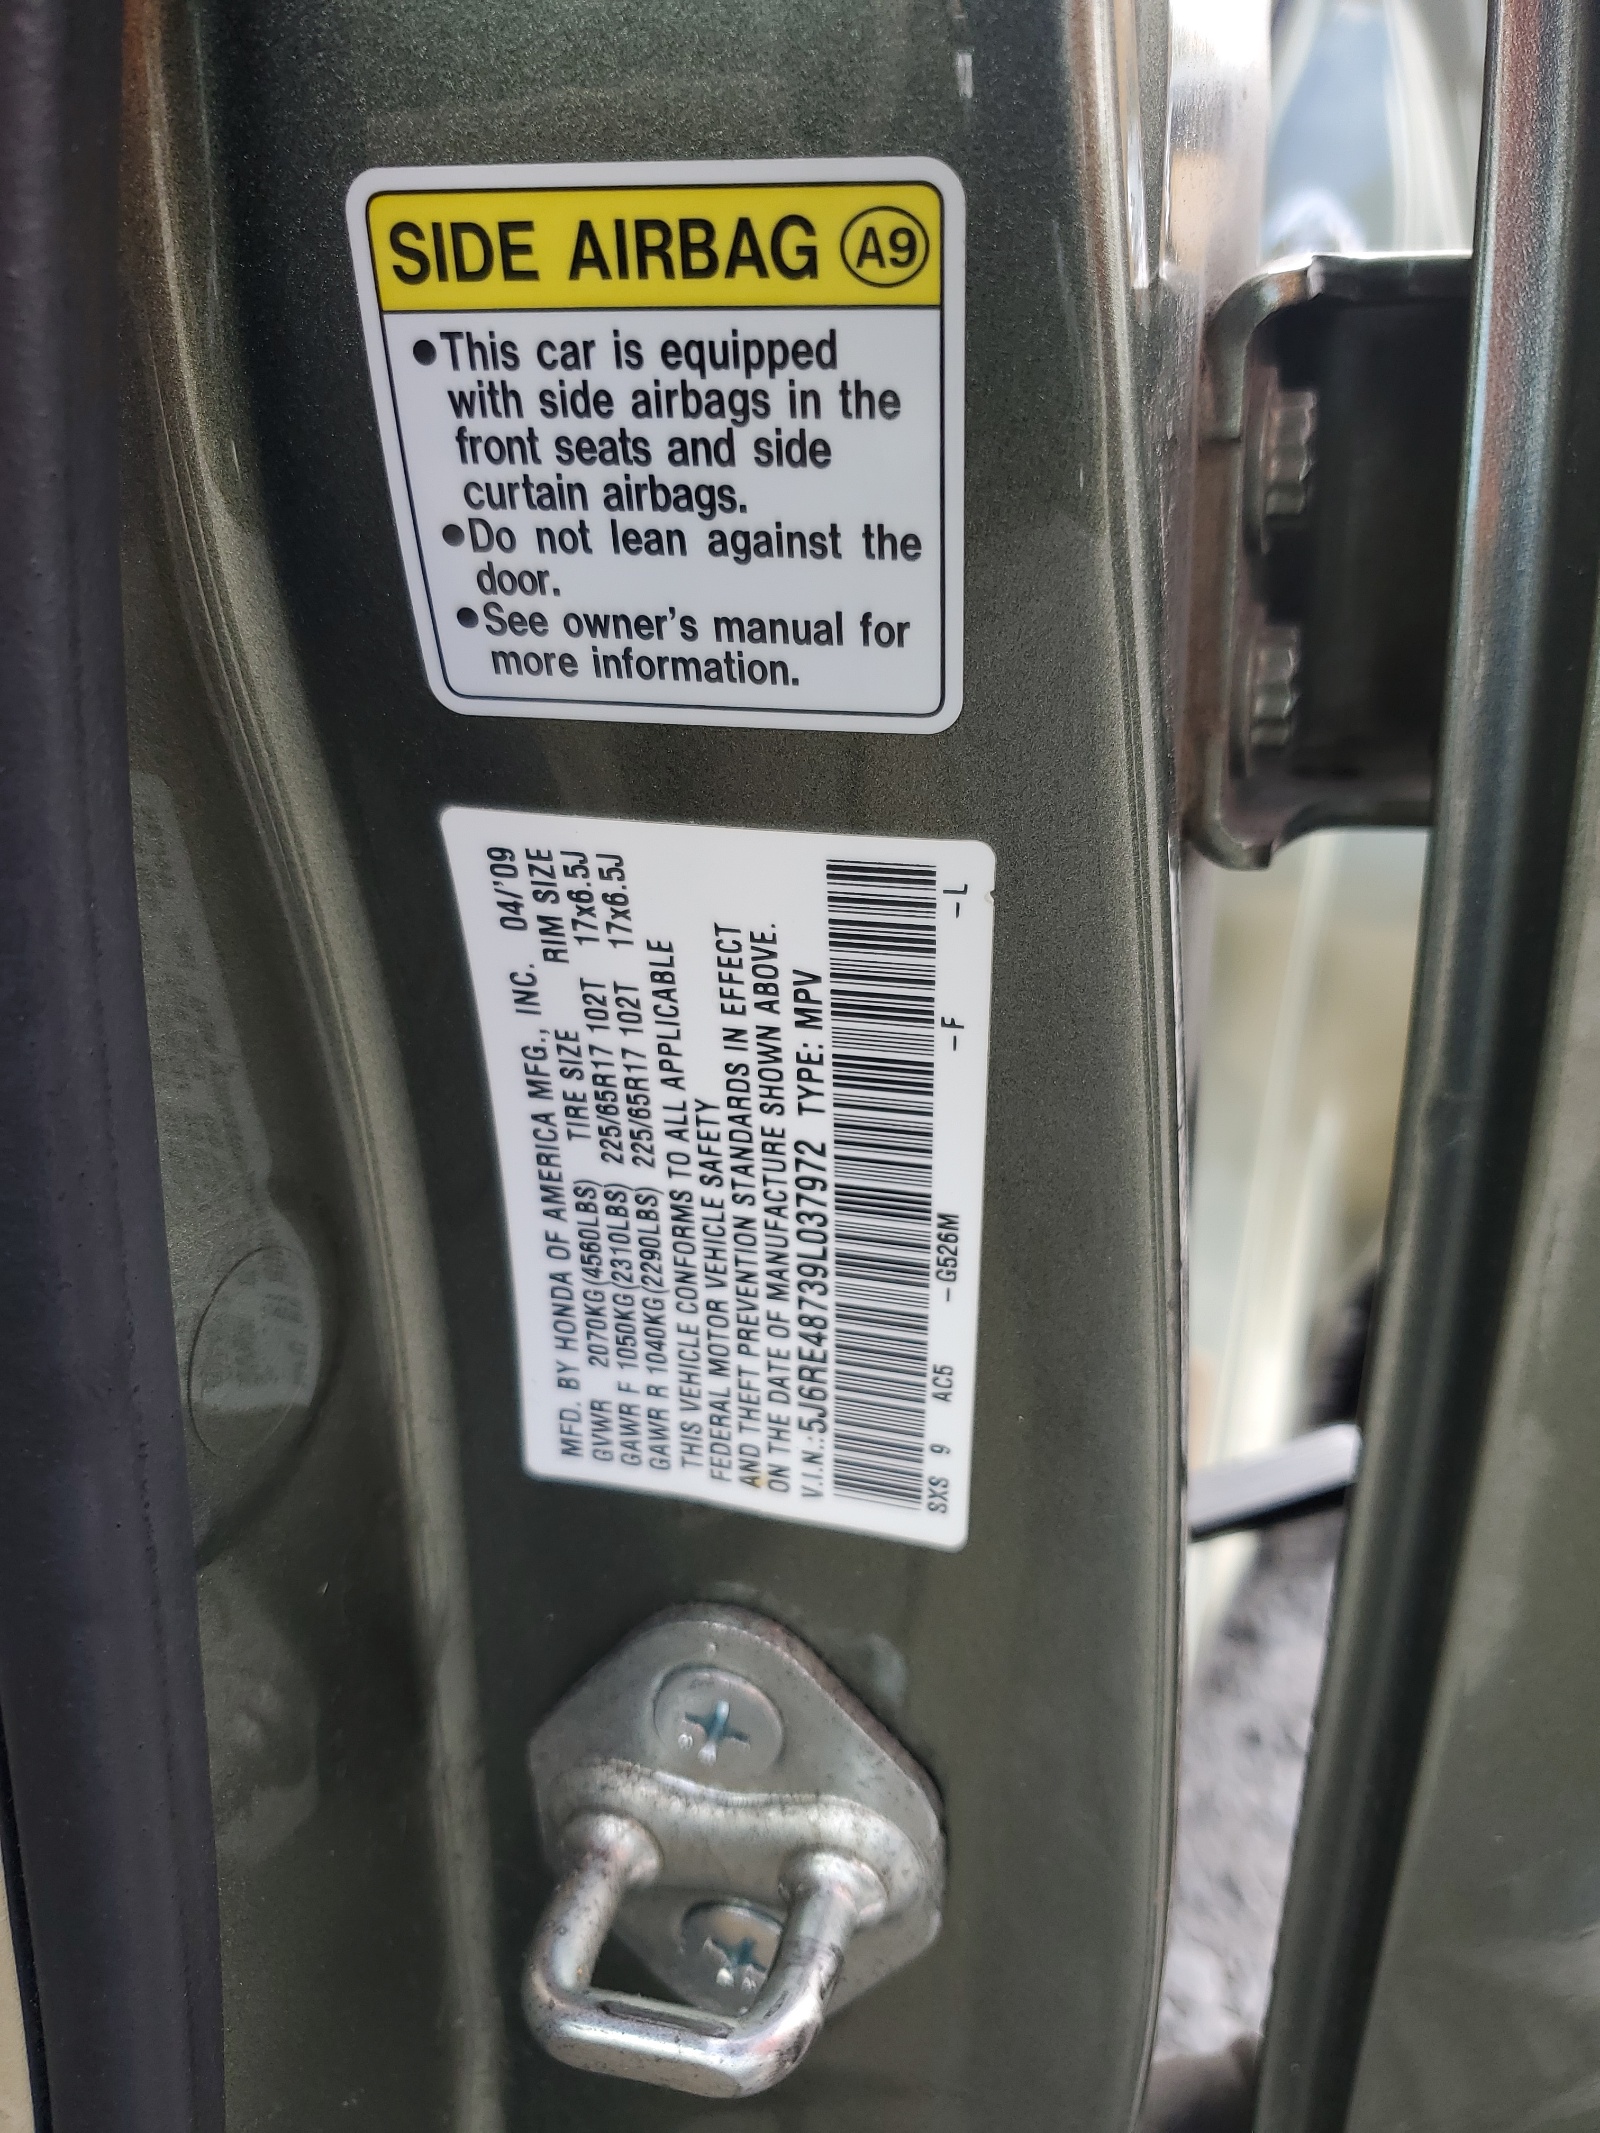 SIDE AIRBAG A9
●This car is equipped
with side airbags in the
front seats and side
curtain airbags.
●Do not lean against the
door.
●See owner's manual for
more information.
MFD. BY HONDA OF AMERICA MFG., INC. 04/'09
GVWR 2070KG(4560LBS) TIRE SIZE RIM SIZE
GAWR F 1050KG(2310LBS) 225/65R17 102T 17x6.5J
GAWR R 1040KG(2290LBS) 225/65R17 102T 17x6.5J
THIS VEHICLE CONFORMS TO ALL APPLICABLE
FEDERAL MOTOR VEHICLE SAFETY
AND THEFT PREVENTION STANDARDS IN EFFECT
ON THE DATE OF MANUFACTURE SHOWN ABOVE.
V.I.N.:5J6RE48739L037972 TYPE: MPV
SXS 9 AC5 -G526M -F -L